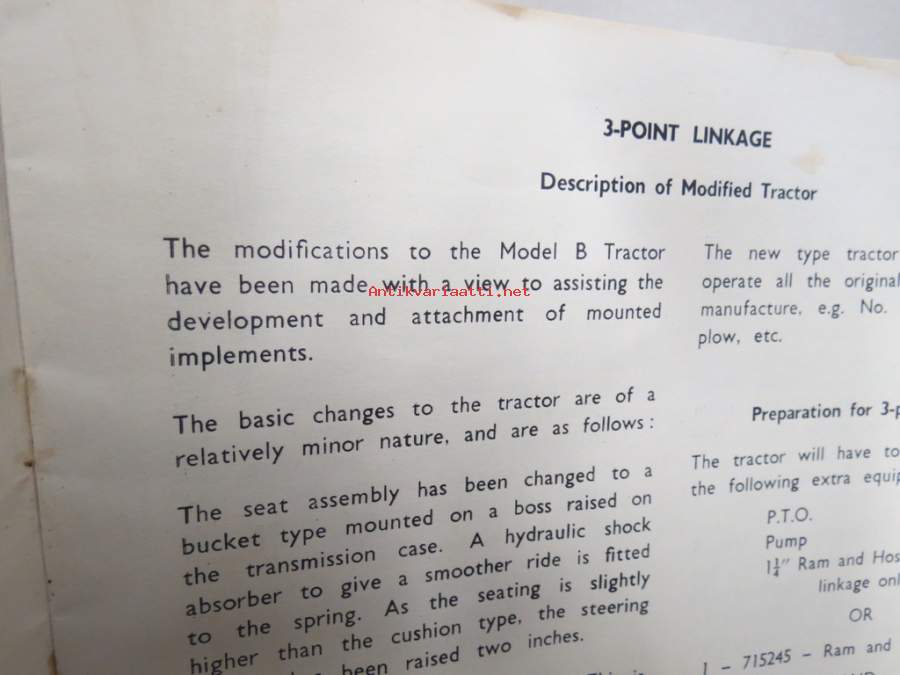 3-POINT LINKAGE
Description of Modified Tractor
The modifications to the Model B Tractor
have been made with a view to assisting the
development and attachment of mounted
implements.
The basic changes to the tractor are of a
relatively minor nature, and are as follows :
The seat assembly has been changed to a
bucket type mounted on a boss raised on
the transmission case. A hydraulic shock
absorber to give a smoother ride is fitted
to the spring. As the seating is slightly
higher than the cushion type, the steering
been raised two inches.
This is
The new type tractor
operate all the original
manufacture, e.g. No.
plow, etc.
Preparation for 3-p
The tractor will have to
the following extra equip
P.T.O.
Pump
1¼″ Ram and Hos
linkage onl
OR
1 – 715245 – Ram and
Antikvariaatti.net